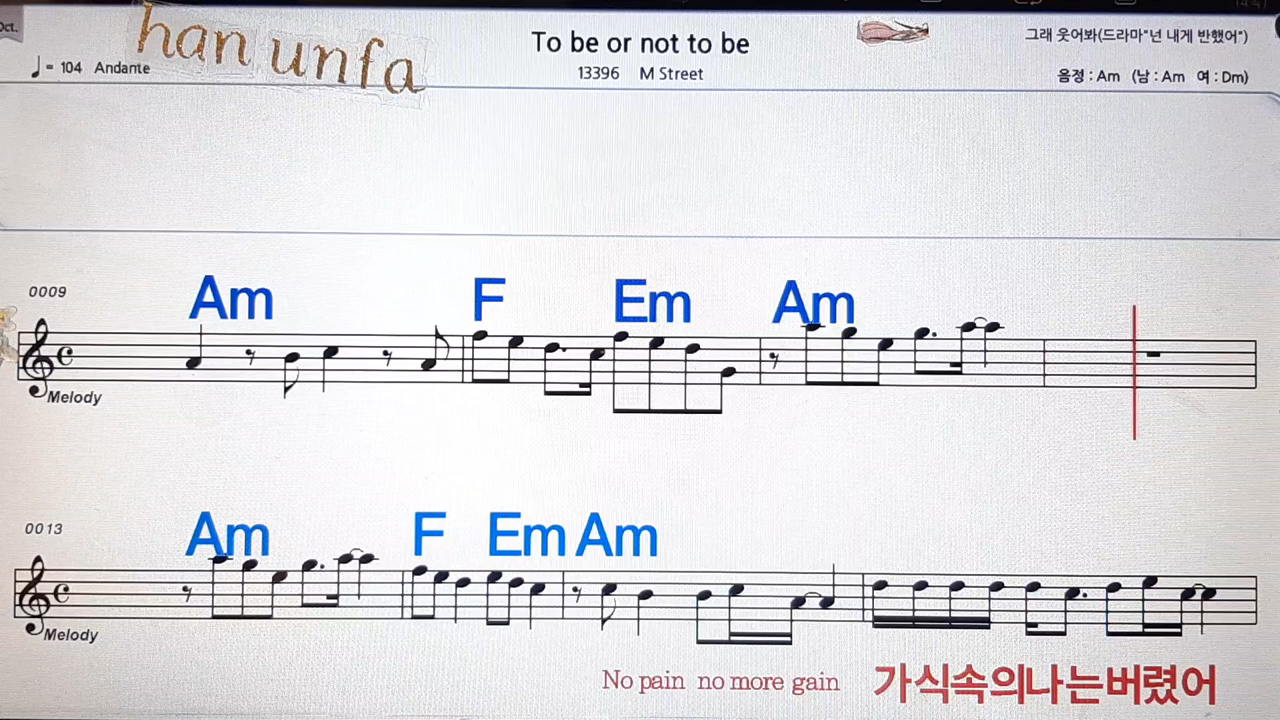 Oct.
han unfa
♩= 104 Andante
To be or not to be
13396 M Street
그래 웃어봐(드라마"넌 내게 반했어")
음정 : Am (남 : Am 여 : Dm)
0009
Am F Em Am
Melody
0013
Am F Em Am
Melody
No pain no more gain 가식속의나는버렸어